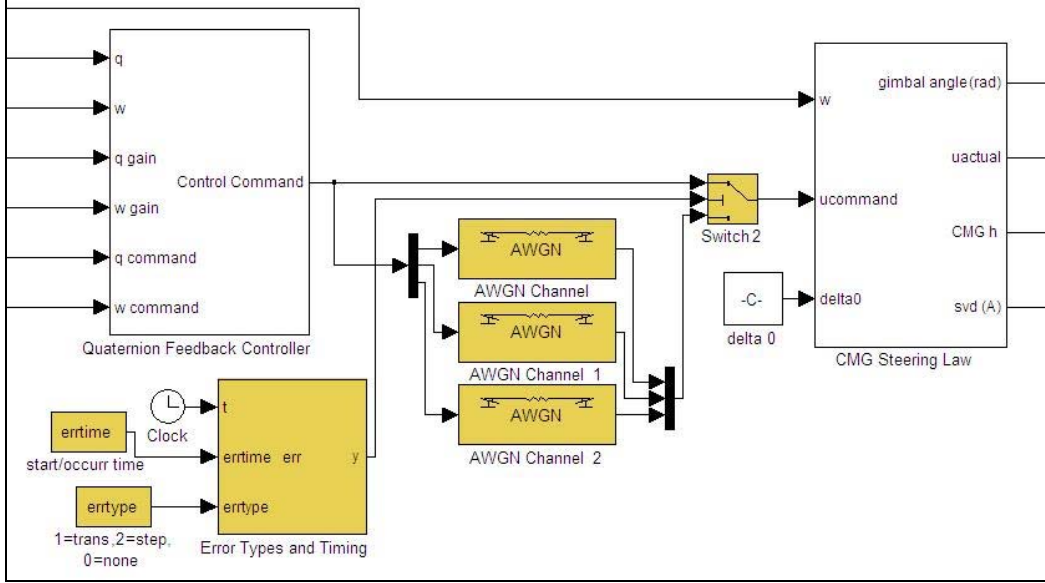 q
w
q gain
w gain
q command
w command
Control Command
Quaternion Feedback Controller
w
ucommand
delta0
gimbal angle (rad)
uactual
CMG h
svd (A)
CMG Steering Law
Switch2
-C-
delta 0
AWGN
AWGN Channel
AWGN
AWGN Channel 1
AWGN
AWGN Channel 2
Clock
errtime
start/occurr time
errtype
1=trans,2=step,
0=none
t
errtime
err
y
errtype
Error Types and Timing